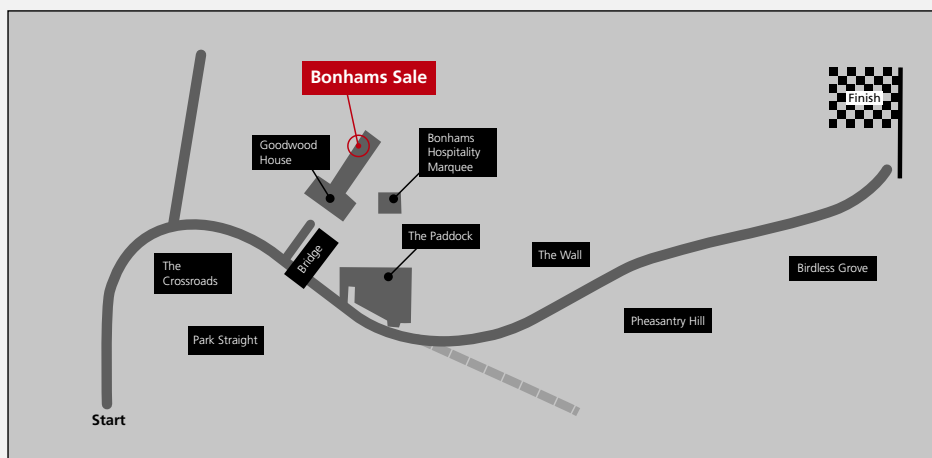 Bonhams Sale
Finish
Goodwood
House
Bonhams
Hospitality
Marquee
The Paddock
Bridge
The Wall
The
Crossroads
Birdless Grove
Pheasantry Hill
Park Straight
Start